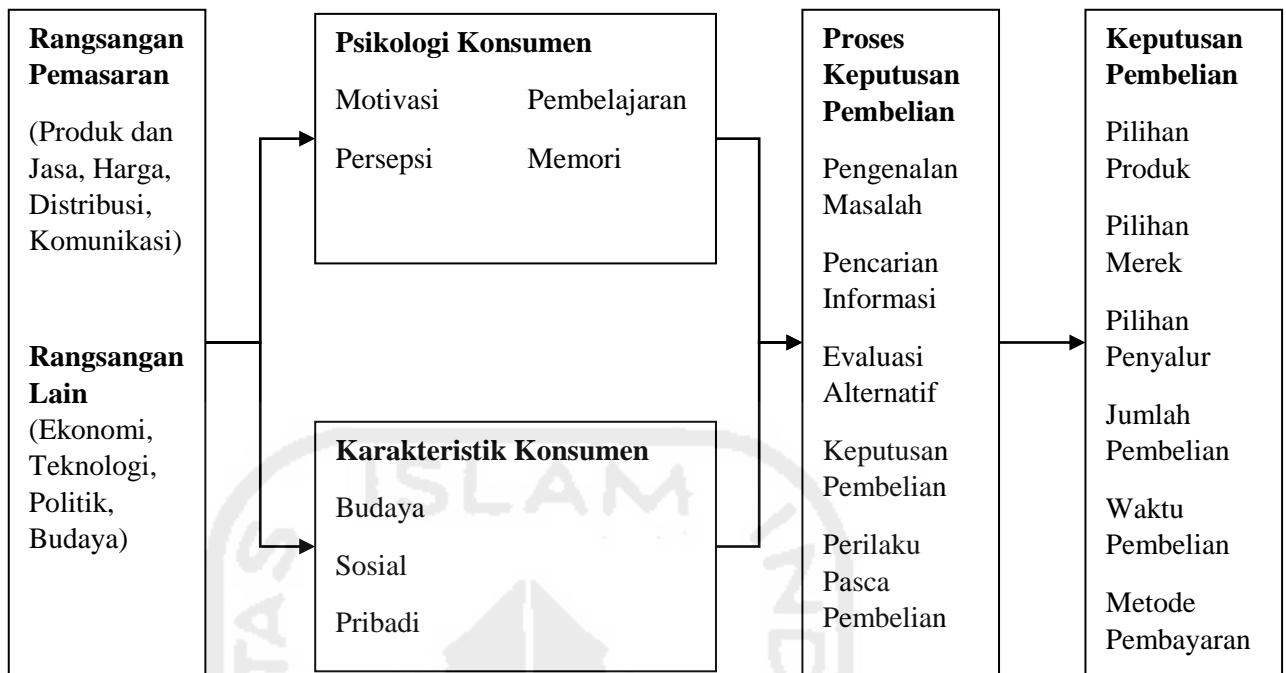 Rangsangan
Pemasaran
(Produk dan
Jasa, Harga,
Distribusi,
Komunikasi)
Rangsangan
Lain
(Ekonomi,
Teknologi,
Politik,
Budaya)
Psikologi Konsumen
Motivasi Pembelajaran
Persepsi Memori
Karakteristik Konsumen
Budaya
Sosial
Pribadi
Proses
Keputusan
Pembelian
Pengenalan
Masalah
Pencarian
Informasi
Evaluasi
Alternatif
Keputusan
Pembelian
Perilaku
Pasca
Pembelian
Keputusan
Pembelian
Pilihan
Produk
Pilihan
Merek
Pilihan
Penyalur
Jumlah
Pembelian
Waktu
Pembelian
Metode
Pembayaran
ISLAM